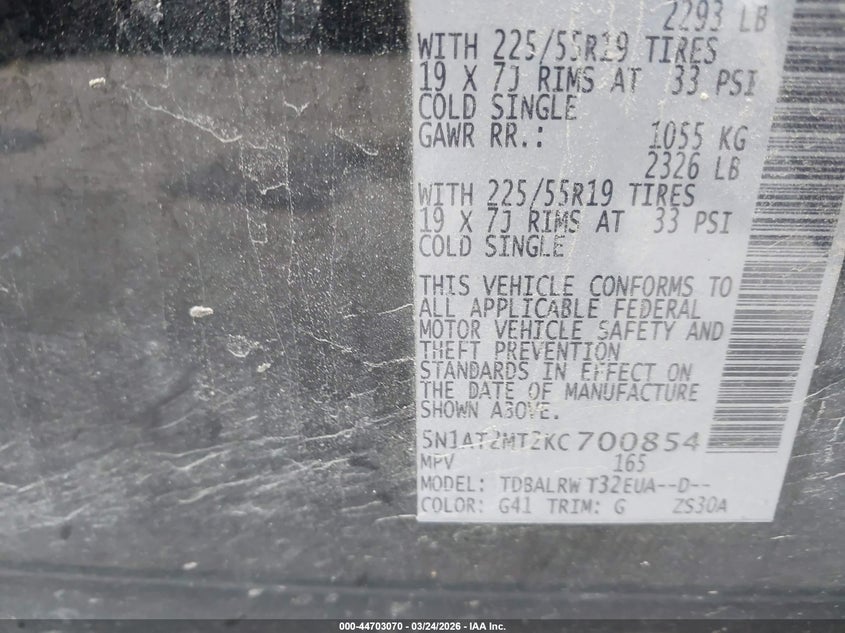 2293 LB
WITH 225/55R19 TIRES
19 X 7J RIMS AT 33 PSI
COLD SINGLE
GAWR RR.: 1055 KG
2326 LB
WITH 225/55R19 TIRES
19 X 7J RIMS AT 33 PSI
COLD SINGLE
THIS VEHICLE CONFORMS TO
ALL APPLICABLE FEDERAL
MOTOR VEHICLE SAFETY AND
THEFT PREVENTION
STANDARDS IN EFFECT ON
THE DATE OF MANUFACTURE
SHOWN ABOVE.
5N1AT2MT2KC700854
MPV 165
MODEL: TDBALRW T32EUA--D--
COLOR: G41 TRIM: G ZS30A
000-44703070 - 03/24/2026 - IAA Inc.